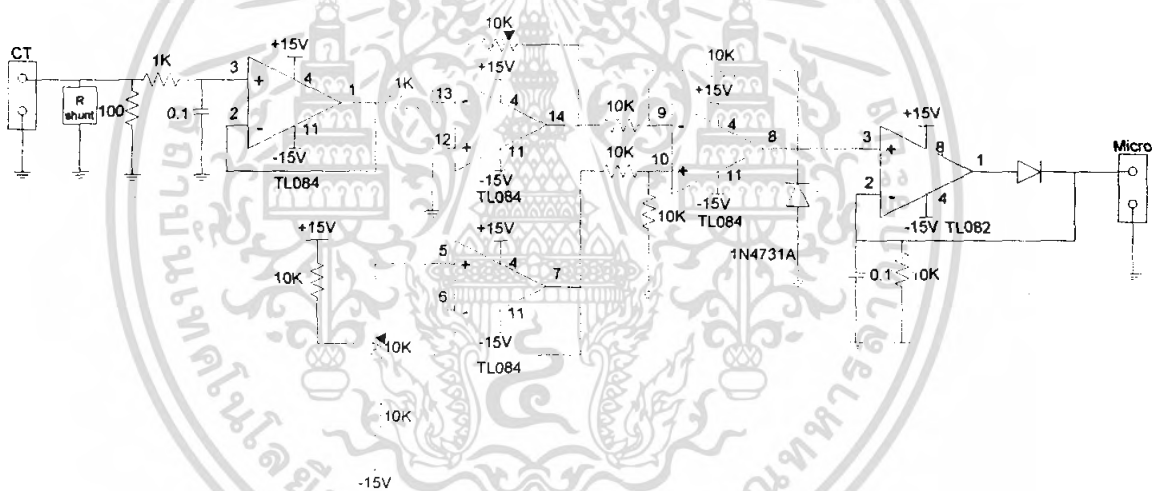 CT
R
shunt
100
1K
0.1
3
2
+15V
4
1
11
-15V
TL084
1K
10K
+15V
13
12
4
14
11
-15V
TL084
10K
10K
9
10
10K
10K
+15V
4
8
11
-15V
TL084
1N4731A
3
2
+15V
8
1
4
-15V TL082
0.1
Micro
+15V
10K
10K
10K
-15V
5
6
+15V
4
7
11
-15V
TL084